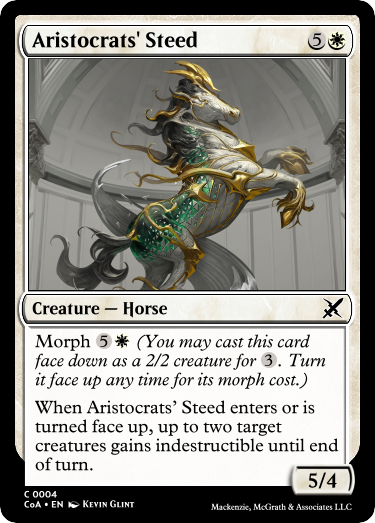 Aristocrats' Steed 5
Creature — Horse
Morph 5 (You may cast this card
face down as a 2/2 creature for 3. Turn
it face up any time for its morph cost.)
When Aristocrats' Steed enters or is
turned face up, up to two target
creatures gains indestructible until end
of turn.
5/4
C 0004
CoA • EN Kevin Glint
Mackenzie, McGrath & Associates LLC